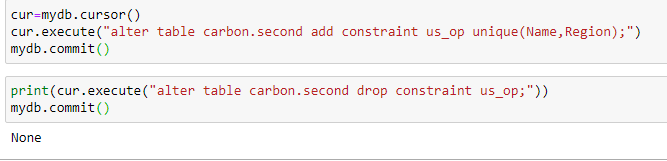 cur=mydb.cursor()
cur.execute("alter table carbon.second add constraint us_op unique(Name,Region);")
mydb.commit()
print(cur.execute("alter table carbon.second drop constraint us_op;"))
mydb.commit()
None